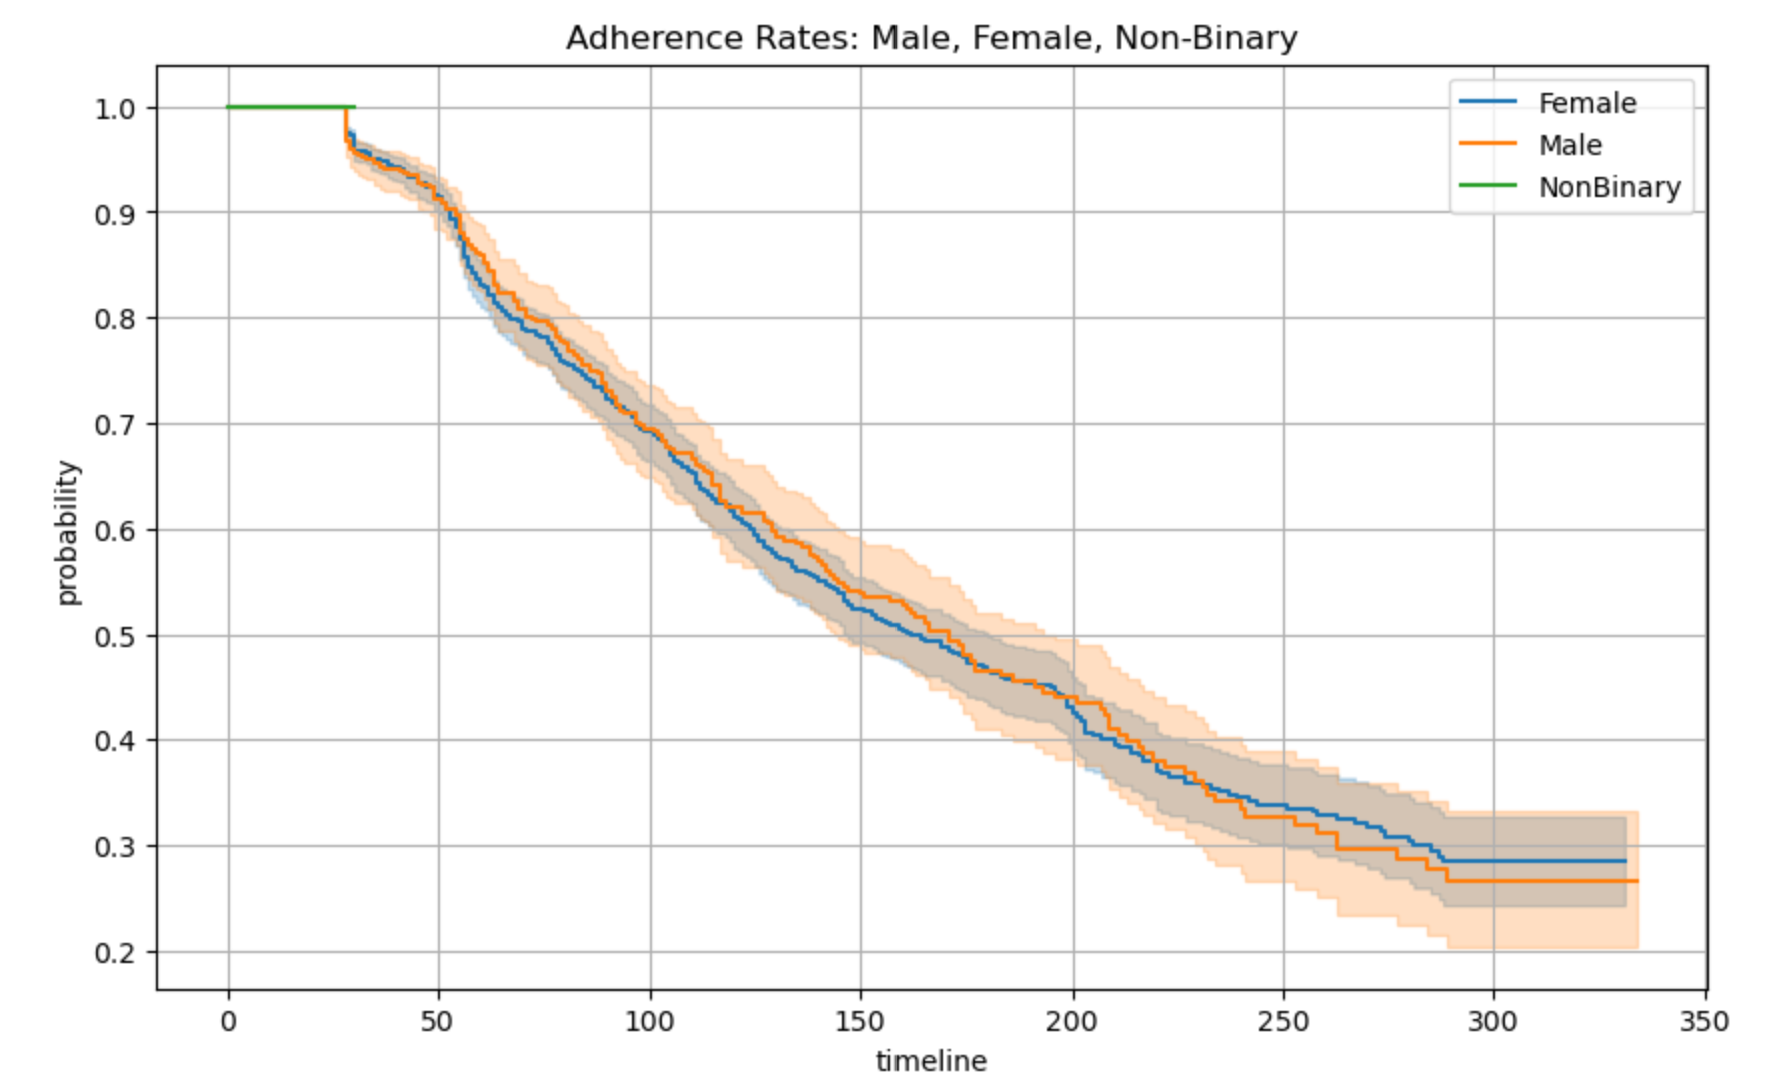 Adherence Rates: Male, Female, Non-Binary
Female
Male
NonBinary
1.0
0.9
0.8
0.7
0.6
0.5
0.4
0.3
0.2
probability
0 50 100 150 200 250 300 350
timeline